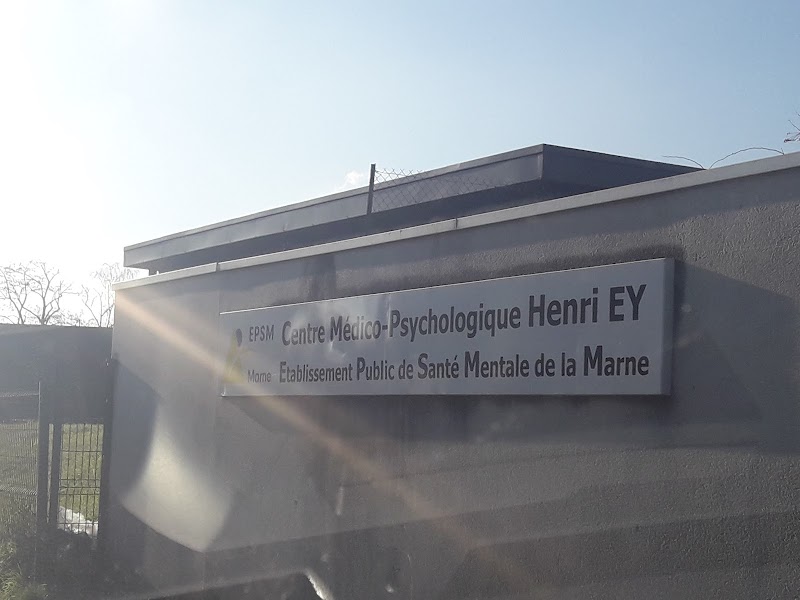 EPSM
Marne
Centre Médico-Psychologique Henri EY
Etablissement Public de Santé Mentale de la Marne